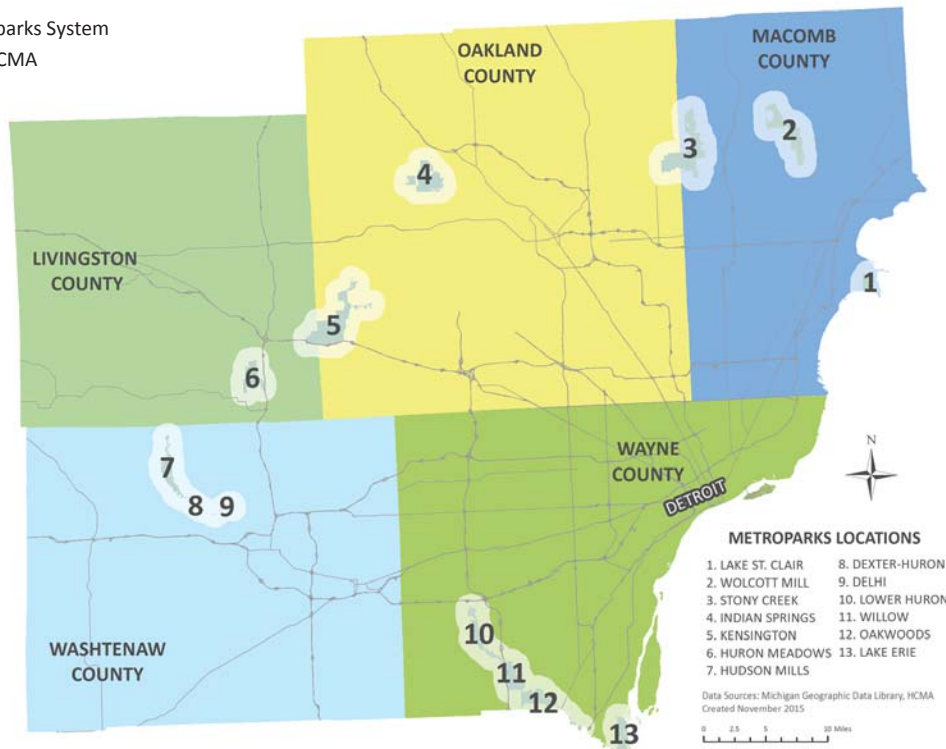 parks System
CMA
OAKLAND
COUNTY
MACOMB
COUNTY
2
3
4
1
LIVINGSTON
COUNTY
5
6
WAYNE
COUNTY
N
7
8
9
DETROIT
METROPARKS LOCATIONS
1. LAKE ST. CLAIR
2. WOLCOTT MILL
3. STONY CREEK
4. INDIAN SPRINGS
5. KENSINGTON
6. HURON MEADOWS
7. HUDSON MILLS
8. DEXTER-HURON
9. DELHI
10. LOWER HURON
11. WILLOW
12. OAKWOODS
13. LAKE ERIE
10
WASHTENAW
COUNTY
11
12
13
Data Sources: Michigan Geographic Data Library, HCMA
Created November 2015
0 2.5 5 10 Miles